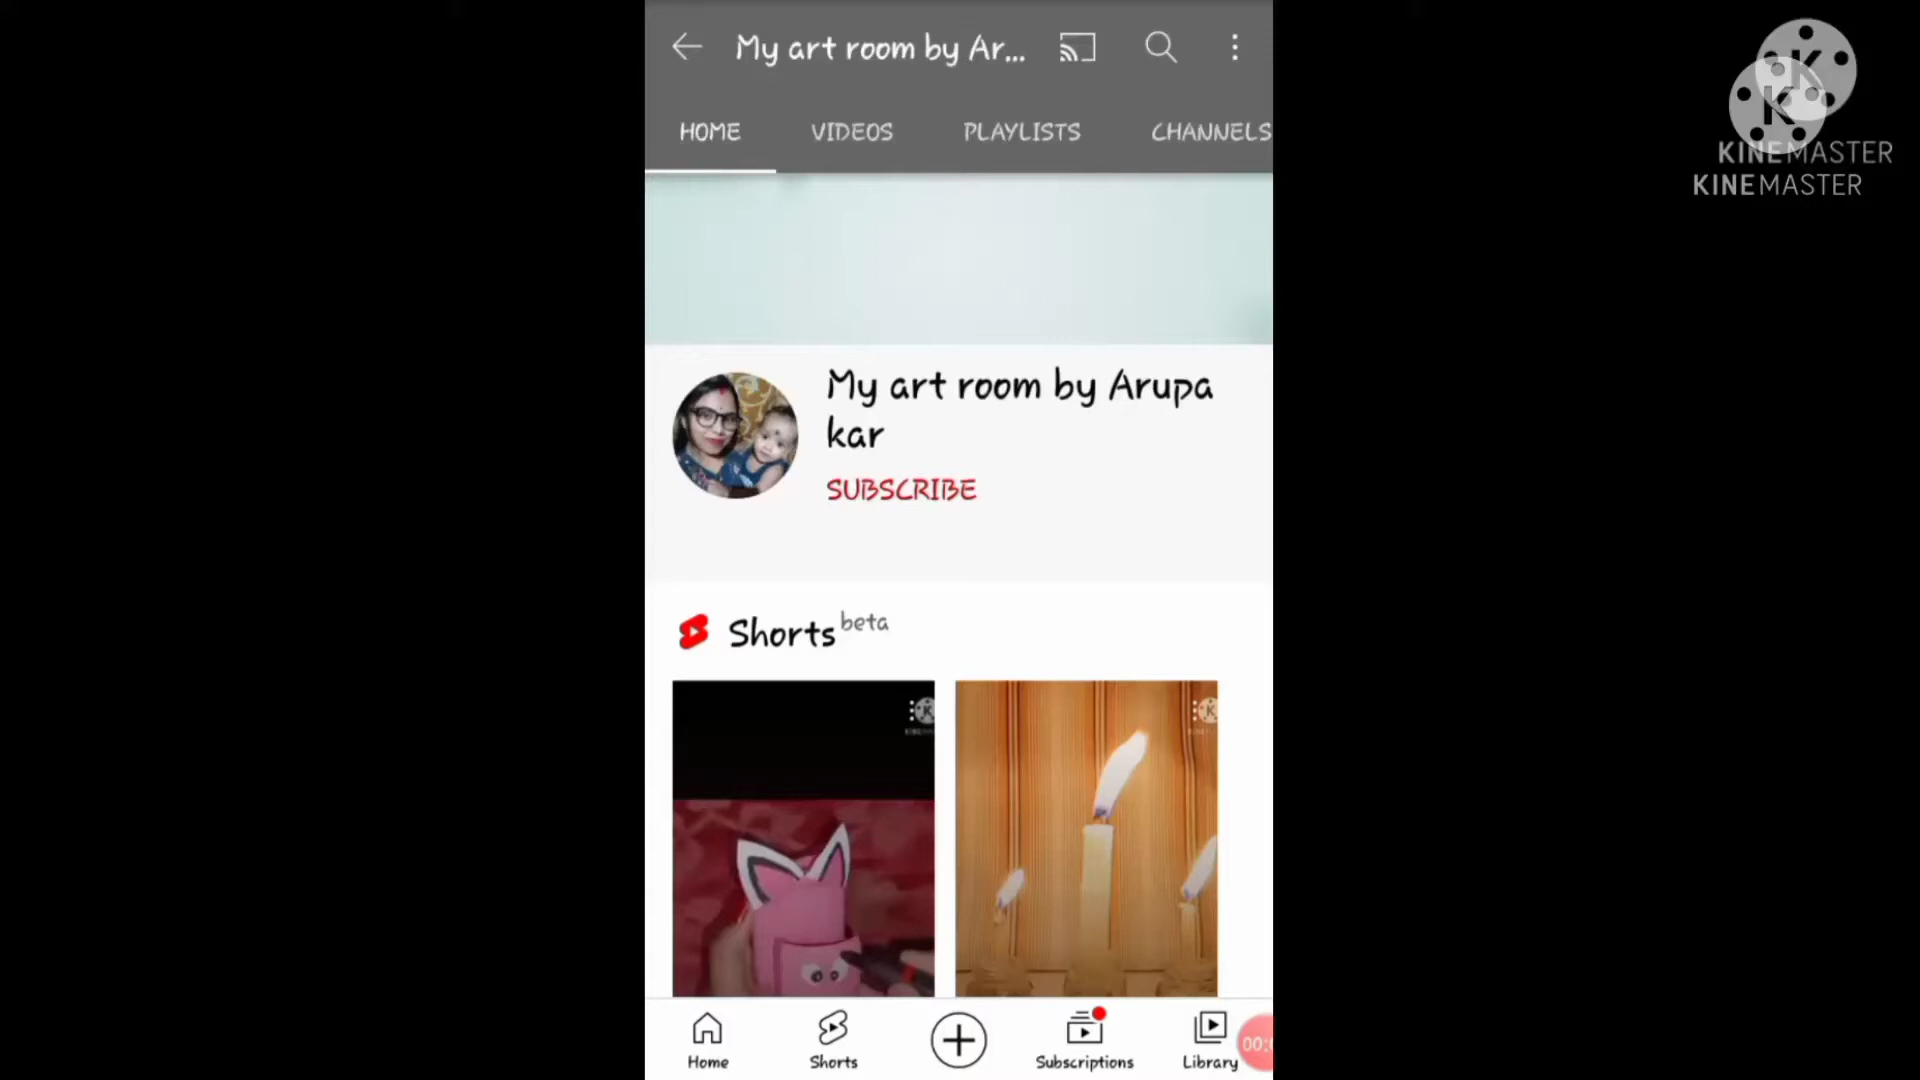 My art room by Ar...
HOME VIDEOS PLAYLISTS CHANNELS
KINEMASTER
KINEMASTER
My art room by Arupa
kar
SUBSCRIBE
Shorts beta
Home Shorts Subscriptions Library